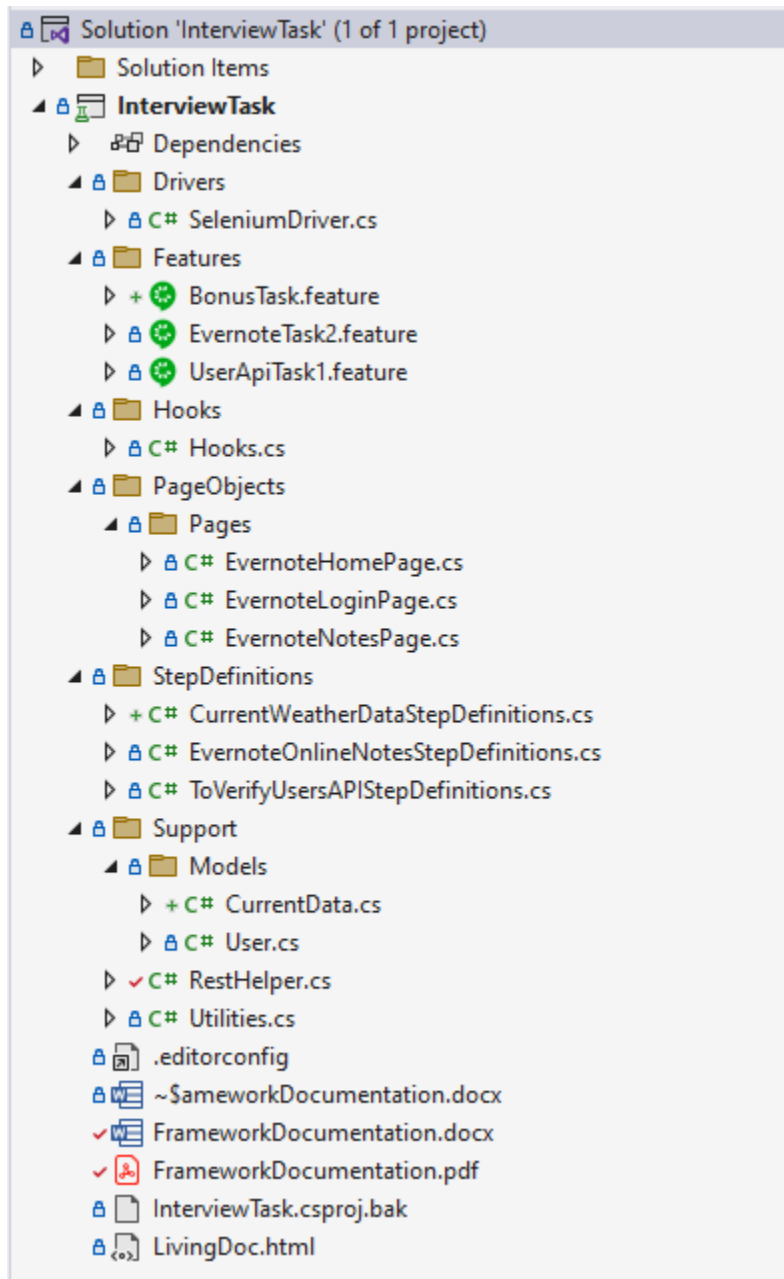 Solution 'InterviewTask' (1 of 1 project)
Solution Items
InterviewTask
Dependencies
Drivers
C# SeleniumDriver.cs
Features
BonusTask.feature
EvernoteTask2.feature
UserApiTask1.feature
Hooks
C# Hooks.cs
PageObjects
Pages
C# EvernoteHomePage.cs
C# EvernoteLoginPage.cs
C# EvernoteNotesPage.cs
StepDefinitions
+ C# CurrentWeatherDataStepDefinitions.cs
C# EvernoteOnlineNotesStepDefinitions.cs
C# ToVerifyUsersAPIStepDefinitions.cs
Support
Models
+ C# CurrentData.cs
C# User.cs
C# RestHelper.cs
C# Utilities.cs
.editorconfig
~$ameworkDocumentation.docx
FrameworkDocumentation.docx
FrameworkDocumentation.pdf
InterviewTask.csproj.bak
LivingDoc.html